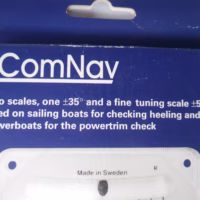 ComNav
o scales, one ±35° and a fine tuning scale ±5
ed on sailing boats for checking heeling and
werboats for the powertrim check
Made in Sweden